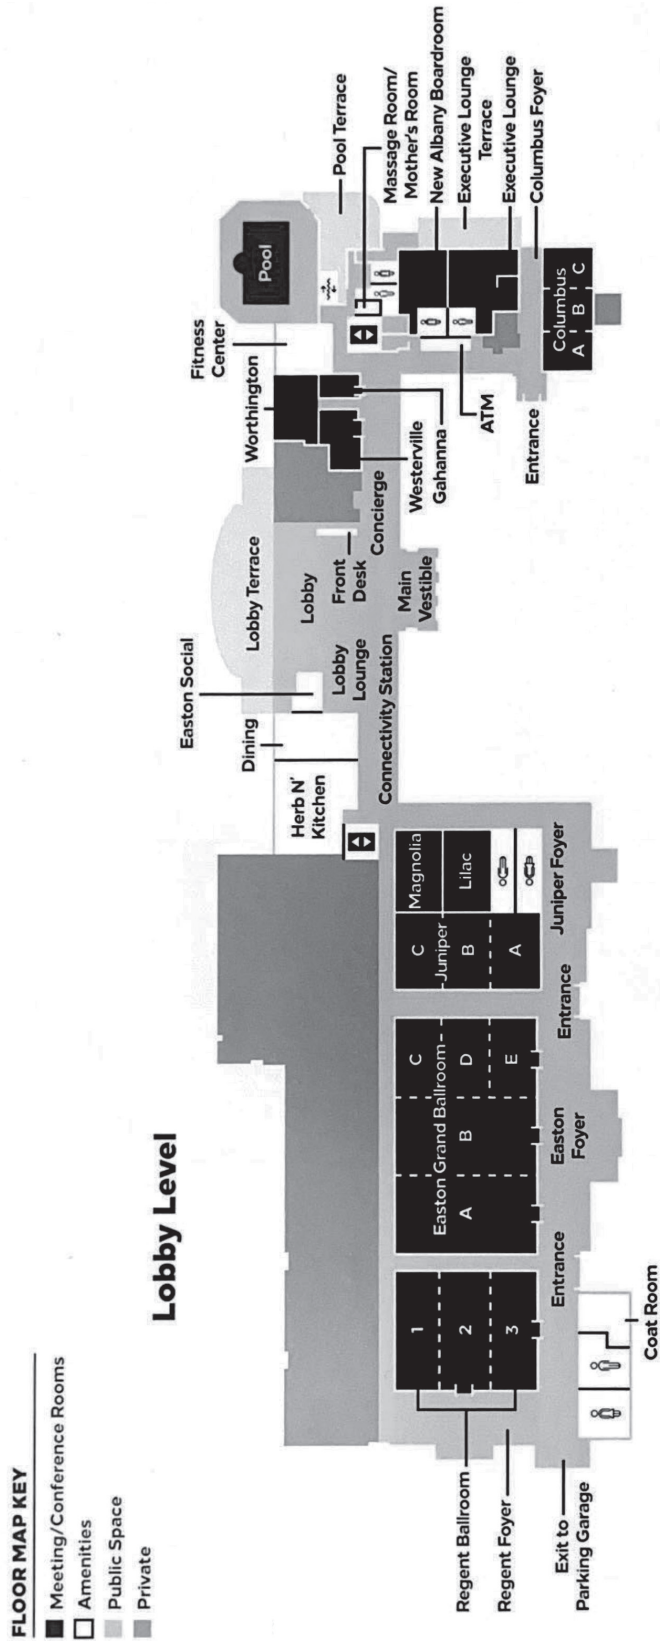 FLOOR MAP KEY
Meeting/Conference Rooms
Amenities
Public Space
Private
Lobby Level
Regent Ballroom
Regent Foyer
Exit to
Parking Garage
1
2
3
Entrance
Coat Room
Easton Grand Ballroom
A
B
C
D
E
Easton
Foyer
Entrance
Juniper
C
B
A
Magnolia
Lilac
Juniper Foyer
Herb N'
Kitchen
Dining
Easton Social
Connectivity Station
Lobby
Lounge
Lobby Terrace
Lobby
Front
Desk
Main
Vestible
Concierge
Worthington
Westerville
Gahanna
Fitness
Center
Pool
Pool Terrace
Massage Room/
Mother's Room
New Albany Boardroom
Executive Lounge
Terrace
Executive Lounge
Columbus Foyer
ATM
Entrance
Columbus
A
B
C